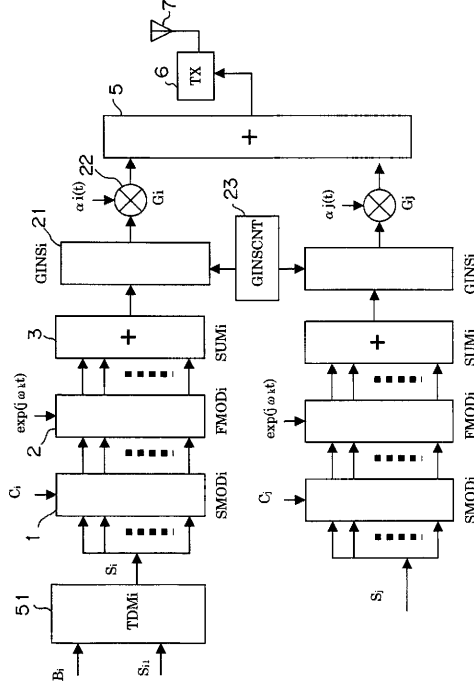 7
6
TX
5
+
αi(t)
22
Gi
αj(t)
Gj
21
GINSi
23
GINSCNT
GINSi
3
+
SUMi
+
SUMi
exp(jωkt)
2
FMODi
exp(jωkt)
FMODi
Ci
1
SMODi
Cj
SMODi
Si
Sj
51
TDMi
Bi
Si1